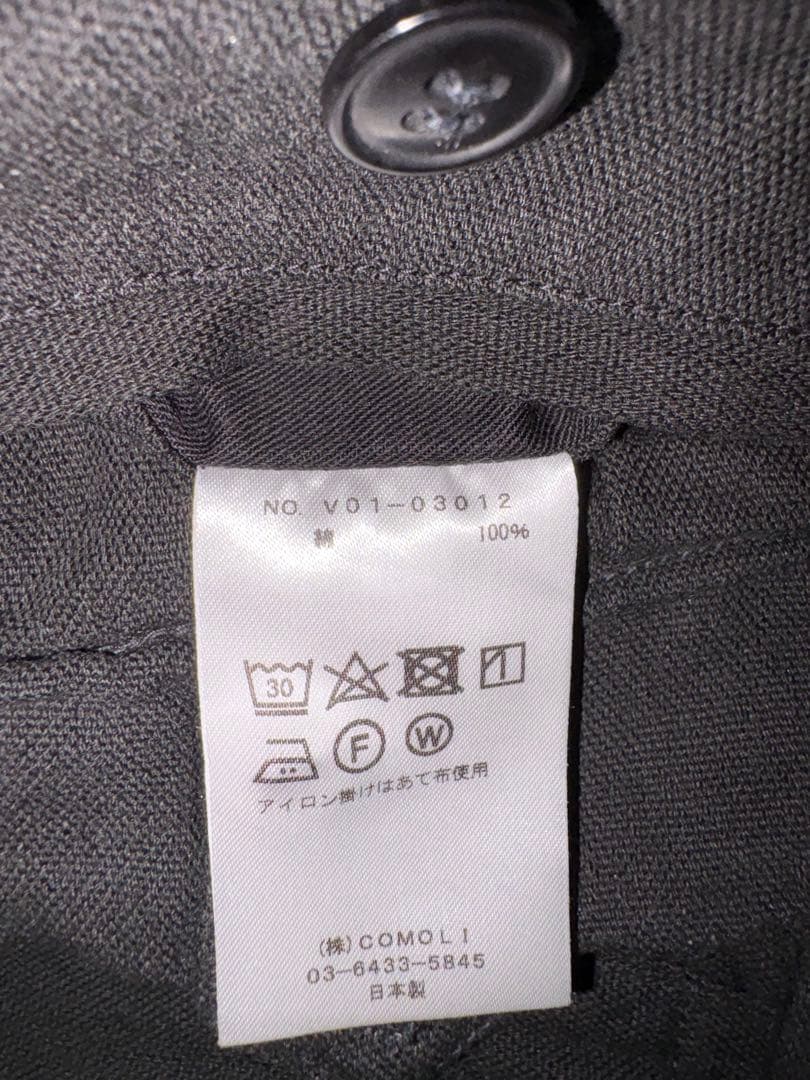 NO. V01-03012
綿 100%
30
F W
アイロン掛けはあて布使用
(株)COMOLI
03-6433-5845
日本製